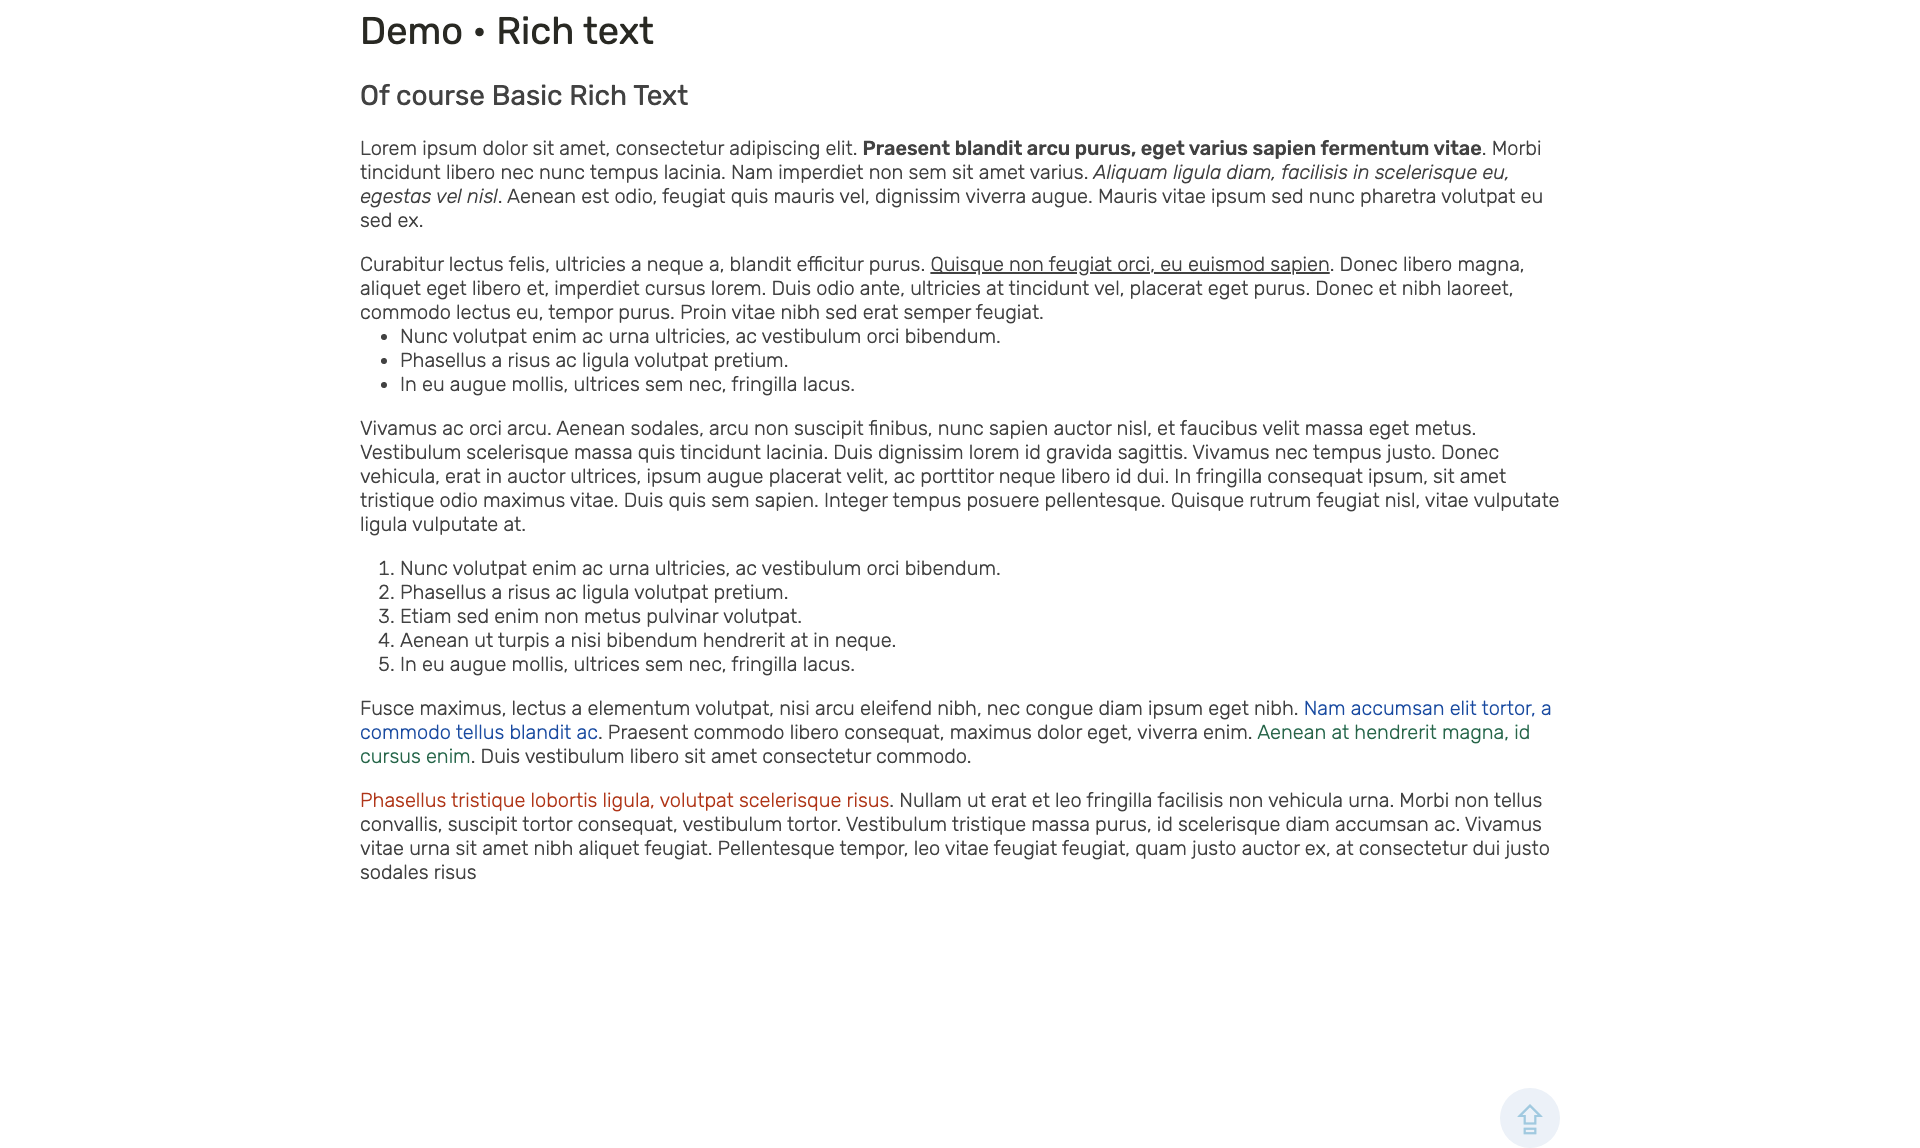 Demo • Rich text
Of course Basic Rich Text
Lorem ipsum dolor sit amet, consectetur adipiscing elit. Praesent blandit arcu purus, eget varius sapien fermentum vitae. Morbi
tincidunt libero nec nunc tempus lacinia. Nam imperdiet non sem sit amet varius. Aliquam ligula diam, facilisis in scelerisque eu,
egestas vel nisl. Aenean est odio, feugiat quis mauris vel, dignissim viverra augue. Mauris vitae ipsum sed nunc pharetra volutpat eu
sed ex.
Curabitur lectus felis, ultricies a neque a, blandit efficitur purus. Quisque non feugiat orci, eu euismod sapien. Donec libero magna,
aliquet eget libero et, imperdiet cursus lorem. Duis odio ante, ultricies at tincidunt vel, placerat eget purus. Donec et nibh laoreet,
commodo lectus eu, tempor purus. Proin vitae nibh sed erat semper feugiat.
• Nunc volutpat enim ac urna ultricies, ac vestibulum orci bibendum.
• Phasellus a risus ac ligula volutpat pretium.
• In eu augue mollis, ultrices sem nec, fringilla lacus.
Vivamus ac orci arcu. Aenean sodales, arcu non suscipit finibus, nunc sapien auctor nisl, et faucibus velit massa eget metus.
Vestibulum scelerisque massa quis tincidunt lacinia. Duis dignissim lorem id gravida sagittis. Vivamus nec tempus justo. Donec
vehicula, erat in auctor ultrices, ipsum augue placerat velit, ac porttitor neque libero id dui. In fringilla consequat ipsum, sit amet
tristique odio maximus vitae. Duis quis sem sapien. Integer tempus posuere pellentesque. Quisque rutrum feugiat nisl, vitae vulputate
ligula vulputate at.
1. Nunc volutpat enim ac urna ultricies, ac vestibulum orci bibendum.
2. Phasellus a risus ac ligula volutpat pretium.
3. Etiam sed enim non metus pulvinar volutpat.
4. Aenean ut turpis a nisi bibendum hendrerit at in neque.
5. In eu augue mollis, ultrices sem nec, fringilla lacus.
Fusce maximus, lectus a elementum volutpat, nisi arcu eleifend nibh, nec congue diam ipsum eget nibh. Nam accumsan elit tortor, a
commodo tellus blandit ac. Praesent commodo libero consequat, maximus dolor eget, viverra enim. Aenean at hendrerit magna, id
cursus enim. Duis vestibulum libero sit amet consectetur commodo.
Phasellus tristique lobortis ligula, volutpat scelerisque risus. Nullam ut erat et leo fringilla facilisis non vehicula urna. Morbi non tellus
convallis, suscipit tortor consequat, vestibulum tortor. Vestibulum tristique massa purus, id scelerisque diam accumsan ac. Vivamus
vitae urna sit amet nibh aliquet feugiat. Pellentesque tempor, leo vitae feugiat feugiat, quam justo auctor ex, at consectetur dui justo
sodales risus